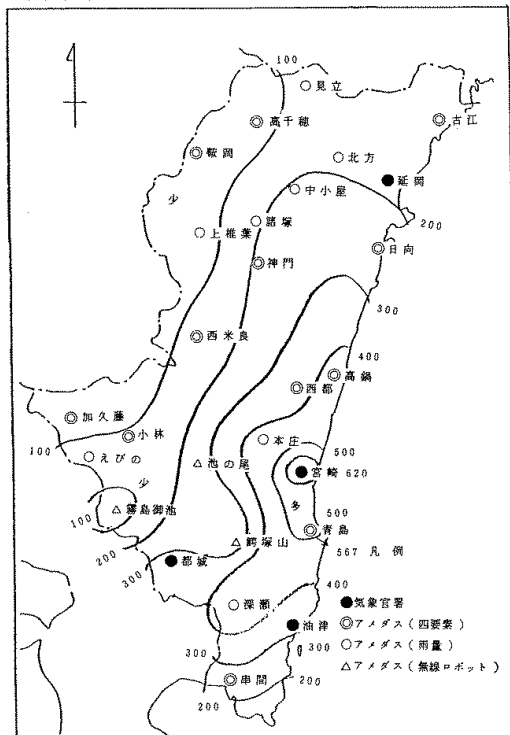 100
見立
高千穂
古江
鞍岡
北方
延岡
少
中小屋
諸塚
200
上椎葉
日向
神門
300
西米良
400
高鍋
西都
加久藤
小林
本庄
500
100
えびの
池の尾
宮崎 620
少
多
霧島御池
500
100
青島
200
鰐塚山
567 凡例
300
都城
400
深瀬
気象官署
油津
アメダス(四要素)
300
アメダス(雨量)
300
アメダス(無線ロボット)
串間
200
200